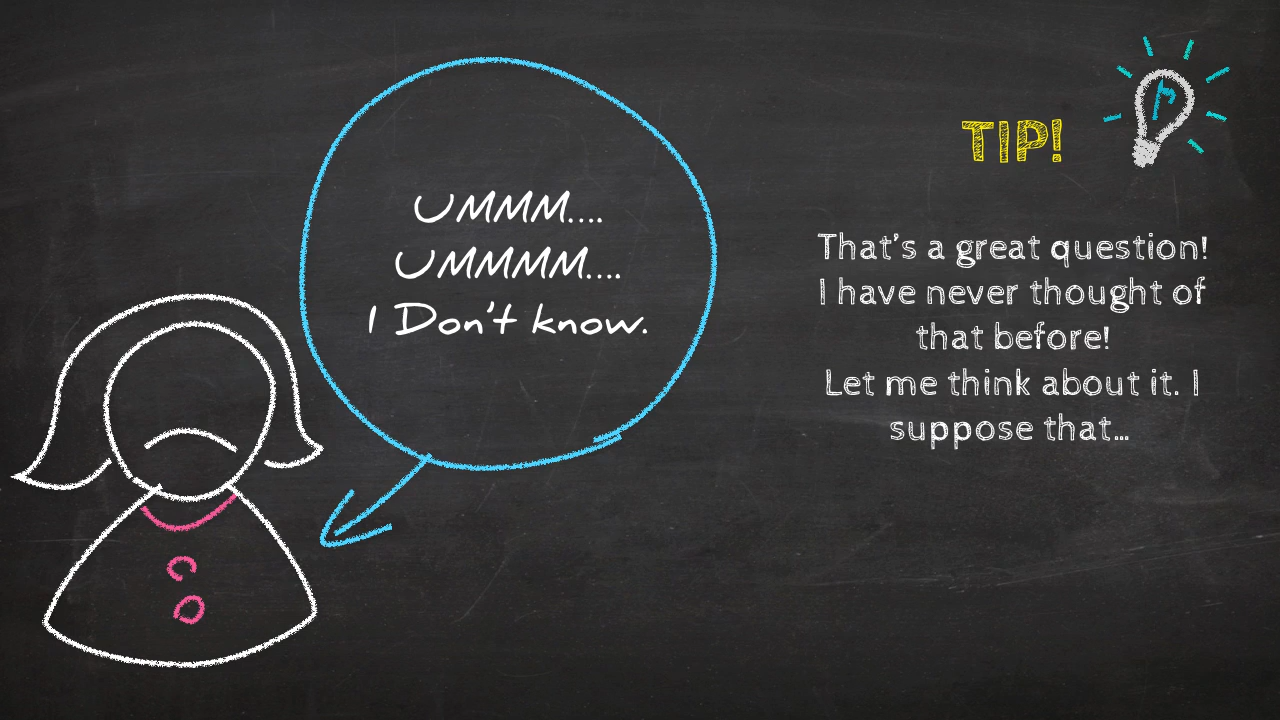 UMMM....
UMMMM....
I Don't know.
TIP!
That's a great question!
I have never thought of
that before!
Let me think about it. I
suppose that...